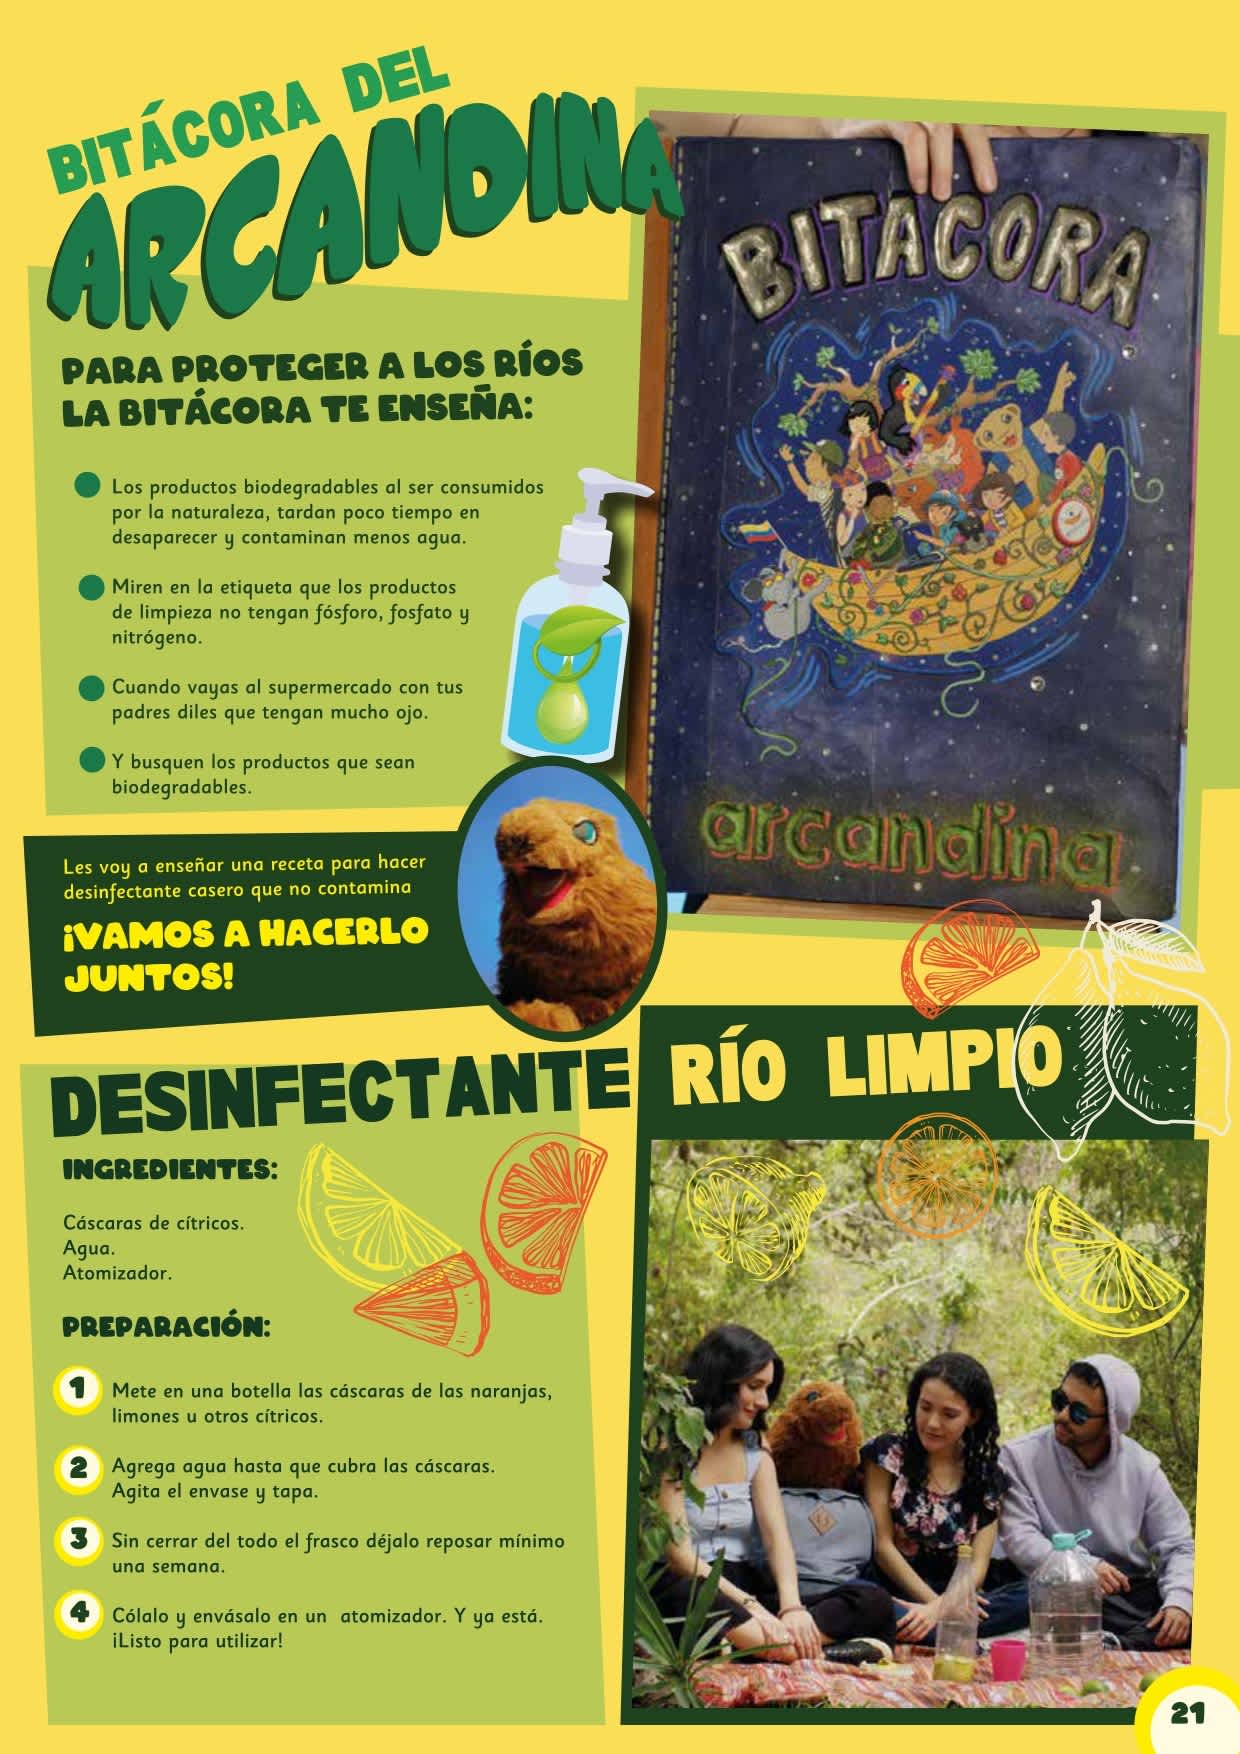 BITÁCORA DEL
ARCANDINA
PARA PROTEGER A LOS RÍOS
LA BITÁCORA TE ENSEÑA:
Los productos biodegradables al ser consumidos
por la naturaleza, tardan poco tiempo en
desaparecer y contaminan menos agua.
Miren en la etiqueta que los productos
de limpieza no tengan fósforo, fosfato y
nitrógeno.
Cuando vayas al supermercado con tus
padres diles que tengan mucho ojo.
Y busquen los productos que sean
biodegradables.
BITACORA
arcandina
Les voy a enseñar una receta para hacer
desinfectante casero que no contamina
¡VAMOS A HACERLO
JUNTOS!
DESINFECTANTE RÍO LIMPIO
INGREDIENTES:
Cáscaras de cítricos.
Agua.
Atomizador.
PREPARACIÓN:
1 Mete en una botella las cáscaras de las naranjas,
limones u otros cítricos.
2 Agrega agua hasta que cubra las cáscaras.
Agita el envase y tapa.
3 Sin cerrar del todo el frasco déjalo reposar mínimo
una semana.
4 Cólalo y envásalo en un atomizador. Y ya está.
¡Listo para utilizar!
21